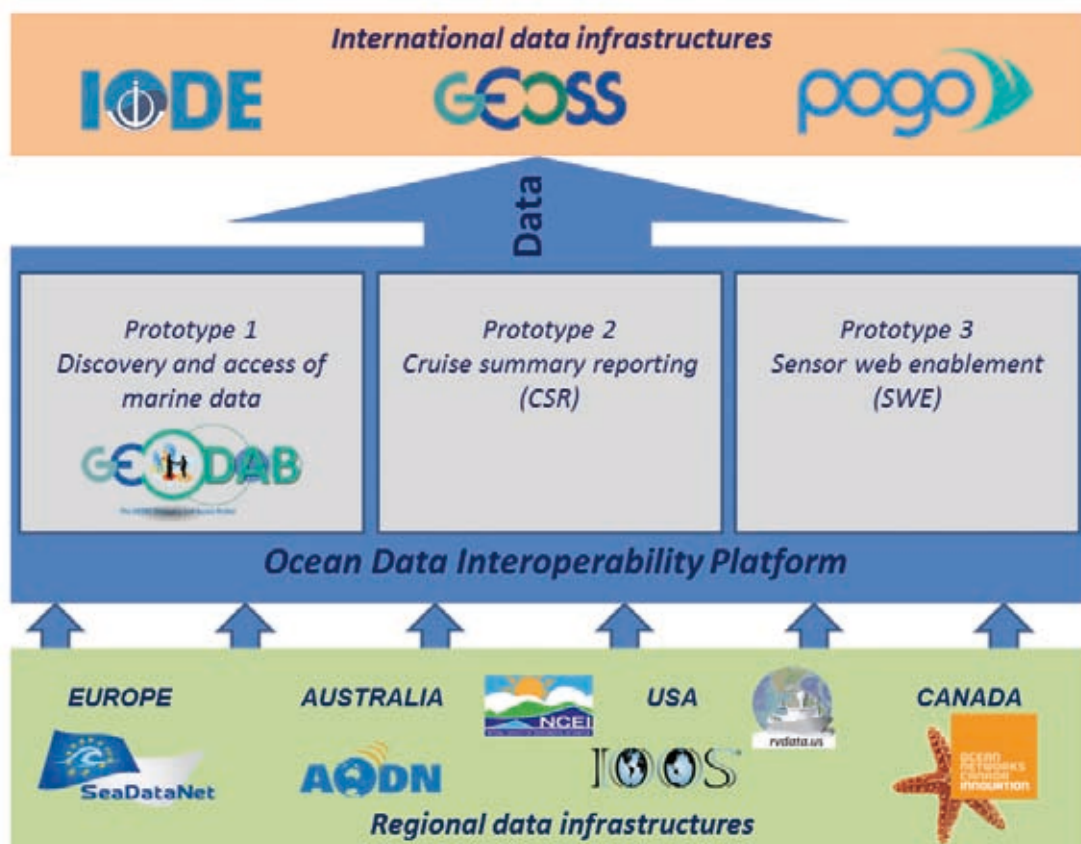 International data infrastructures
IODE
GEOSS
pogo
Data
Prototype 1
Discovery and access of
marine data
GEO DAB
Prototype 2
Cruise summary reporting
(CSR)
Prototype 3
Sensor web enablement
(SWE)
Ocean Data Interoperability Platform
EUROPE
AUSTRALIA
NCEI
USA
rvdata.us
CANADA
SeaDataNet
AODN
IOOS
OCEAN
NETWORKS
CANADA
INNOVATION
Regional data infrastructures